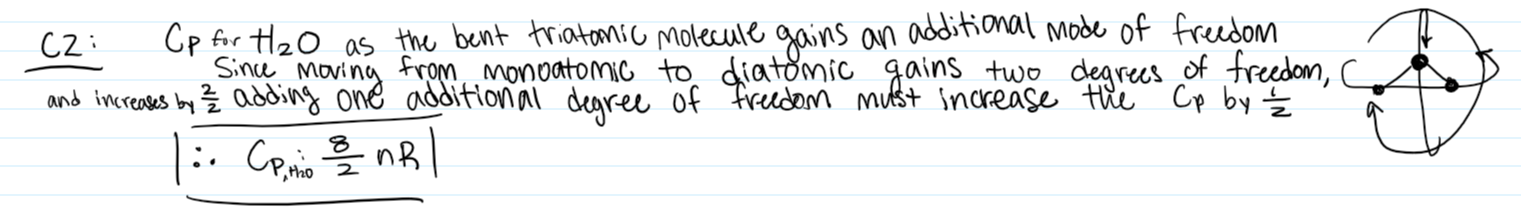 C2: Cp for H2O as the bent triatomic molecule gains an additional mode of freedom
Since moving from monoatomic to diatomic gains two degrees of freedom,
and increases by 2/2 adding one additional degree of freedom must increase the Cp by 1/2
∴ Cp,H2O: 8/2 nR